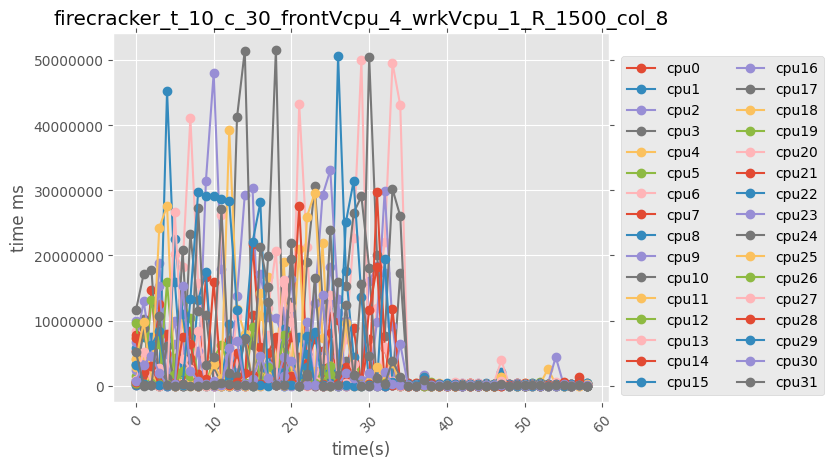 firecracker_t_10_c_30_frontVcpu_4_wrkVcpu_1_R_1500_col_8
time ms
50000000
40000000
30000000
20000000
10000000
0
0
10
20
30
40
50
60
time(s)
cpu0
cpu1
cpu2
cpu3
cpu4
cpu5
cpu6
cpu7
cpu8
cpu9
cpu10
cpu11
cpu12
cpu13
cpu14
cpu15
cpu16
cpu17
cpu18
cpu19
cpu20
cpu21
cpu22
cpu23
cpu24
cpu25
cpu26
cpu27
cpu28
cpu29
cpu30
cpu31